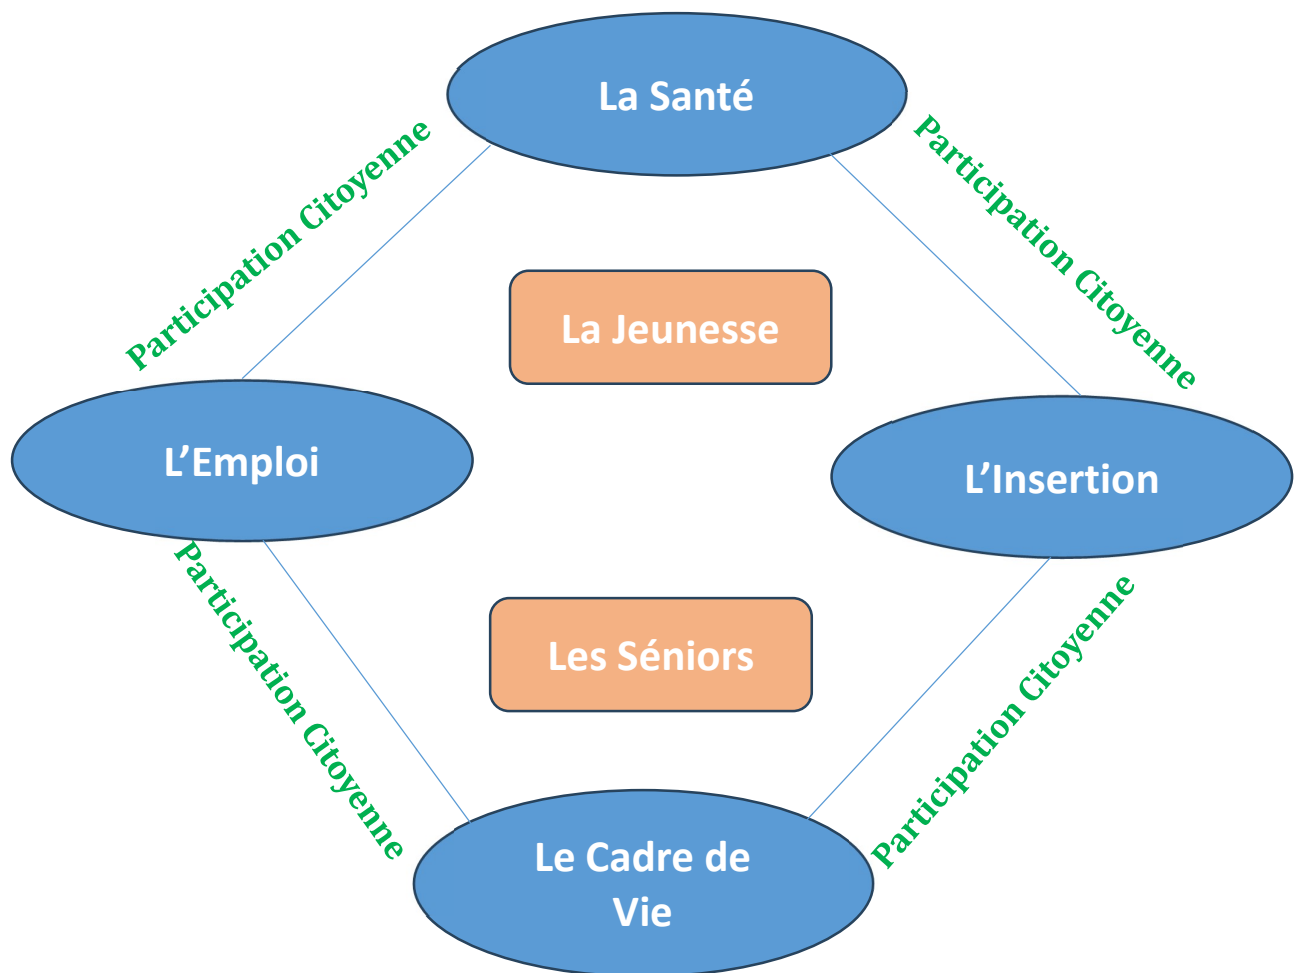 La Santé
Participation Citoyenne
Participation Citoyenne
La Jeunesse
L’Emploi
L’Insertion
Participation Citoyenne
Les Séniors
Participation Citoyenne
Le Cadre de
Vie